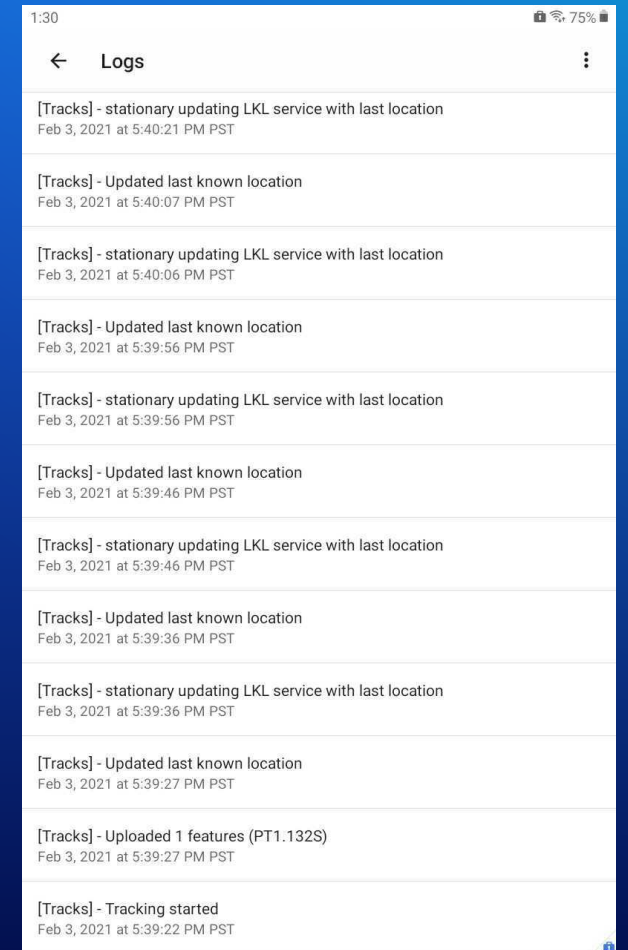 1:30
75%
Logs
[Tracks] - stationary updating LKL service with last location
Feb 3, 2021 at 5:40:21 PM PST
[Tracks] - Updated last known location
Feb 3, 2021 at 5:40:07 PM PST
[Tracks] - stationary updating LKL service with last location
Feb 3, 2021 at 5:40:06 PM PST
[Tracks] - Updated last known location
Feb 3, 2021 at 5:39:56 PM PST
[Tracks] - stationary updating LKL service with last location
Feb 3, 2021 at 5:39:56 PM PST
[Tracks] - Updated last known location
Feb 3, 2021 at 5:39:46 PM PST
[Tracks] - stationary updating LKL service with last location
Feb 3, 2021 at 5:39:46 PM PST
[Tracks] - Updated last known location
Feb 3, 2021 at 5:39:36 PM PST
[Tracks] - stationary updating LKL service with last location
Feb 3, 2021 at 5:39:36 PM PST
[Tracks] - Updated last known location
Feb 3, 2021 at 5:39:27 PM PST
[Tracks] - Uploaded 1 features (PT1.132S)
Feb 3, 2021 at 5:39:27 PM PST
[Tracks] - Tracking started
Feb 3, 2021 at 5:39:22 PM PST